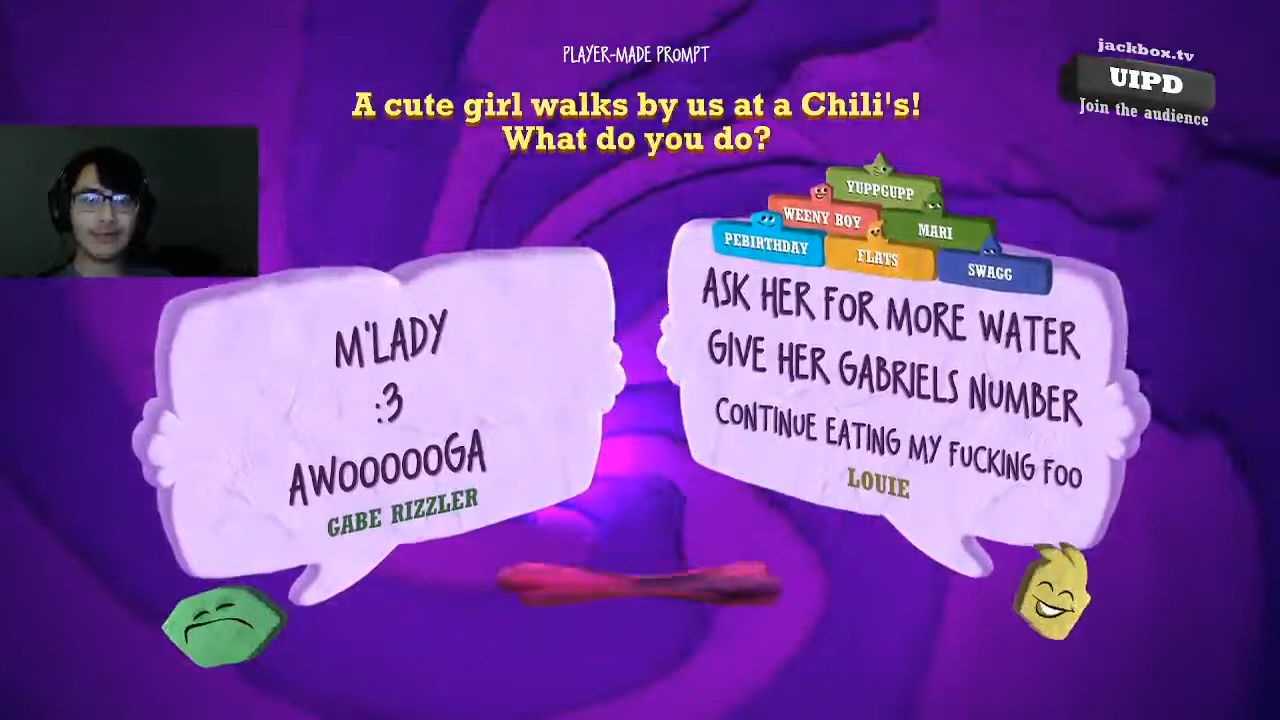 PLAYER-MADE PROMPT
jackbox.tv
UIPD
Join the audience
A cute girl walks by us at a Chili's!
What do you do?
YUPPGUPP
WEENY BOY
MARI
PEBIRTHDAY
FLATS
SWAGG
M'LADY
:3
AWOOOOOGA
GABE RIZZLER
ASK HER FOR MORE WATER
GIVE HER GABRIELS NUMBER
CONTINUE EATING MY FUCKING FOO
LOUIE